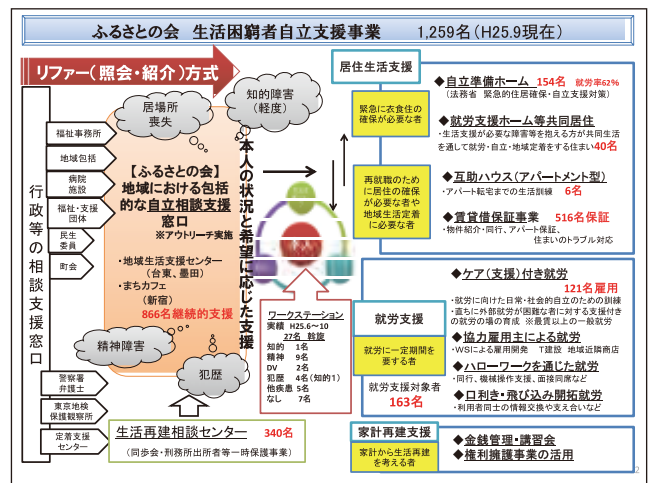 ふるさとの会 生活困窮者自立支援事業 1,259名(H25.9現在)
リファー(照会・紹介)方式
行政等の相談支援窓口
福祉事務所
地域包括
病院
施設
福祉・支援
団体
民生
委員
町会
警察署
弁護士
東京地検
保護観察所
定着支援
センター
居場所
喪失
知的障害
(軽度)
【ふるさとの会】
地域における包括
的な自立相談支援
窓口
※アウトリーチ実施
・地域生活支援センター
(台東、墨田)
・まちカフェ
(新宿)
866名継続的支援
精神障害
犯歴
本人の状況と希望に応じた支援
生活再建相談センター 340名
(同歩会・刑務所出所者等一時保護事業)
ワークステーション
実績 H25.6～10
27名 斡旋
知的 1名
精神 9名
DV 2名
犯歴 4名(知的1)
他疾患 5名
なし 7名
居住生活支援
緊急に衣食住の
確保が必要な者
再就職のため
に居住の確保
が必要な者や
地域生活定着
に必要な者
◆自立準備ホーム 154名 就労率62%
(法務省 緊急的住居確保・自立支援対策)
◆就労支援ホーム等共同居住
・生活支援が必要な障害等を抱える方が共同生活
を通して就労・自立・地域定着をする住まい40名
◆互助ハウス(アパートメント型)
・アパート転宅までの生活訓練 6名
◆賃貸借保証事業 516名保証
・物件紹介・同行、アパート保証、
住まいのトラブル対応
就労支援
就労に一定期間を
要する者
就労支援対象者
163名
◆ケア(支援)付き就労
121名雇用
・就労に向けた日常・社会的自立のための訓練
・直ちに外部就労が困難な者に対する支援付き
の就労の場の育成 ※最賃以上の一般就労
◆協力雇用主による就労
・WSによる雇用開発 T建設 地域近隣商店
◆ハローワークを通じた就労
・同行、機械操作支援、面接同席など
◆口利き・飛び込み開拓就労
・利用者同士の情報交換や支え合いなど
家計再建支援
家計から生活再建
を考える者
◆金銭管理・講習会
◆権利擁護事業の活用
2